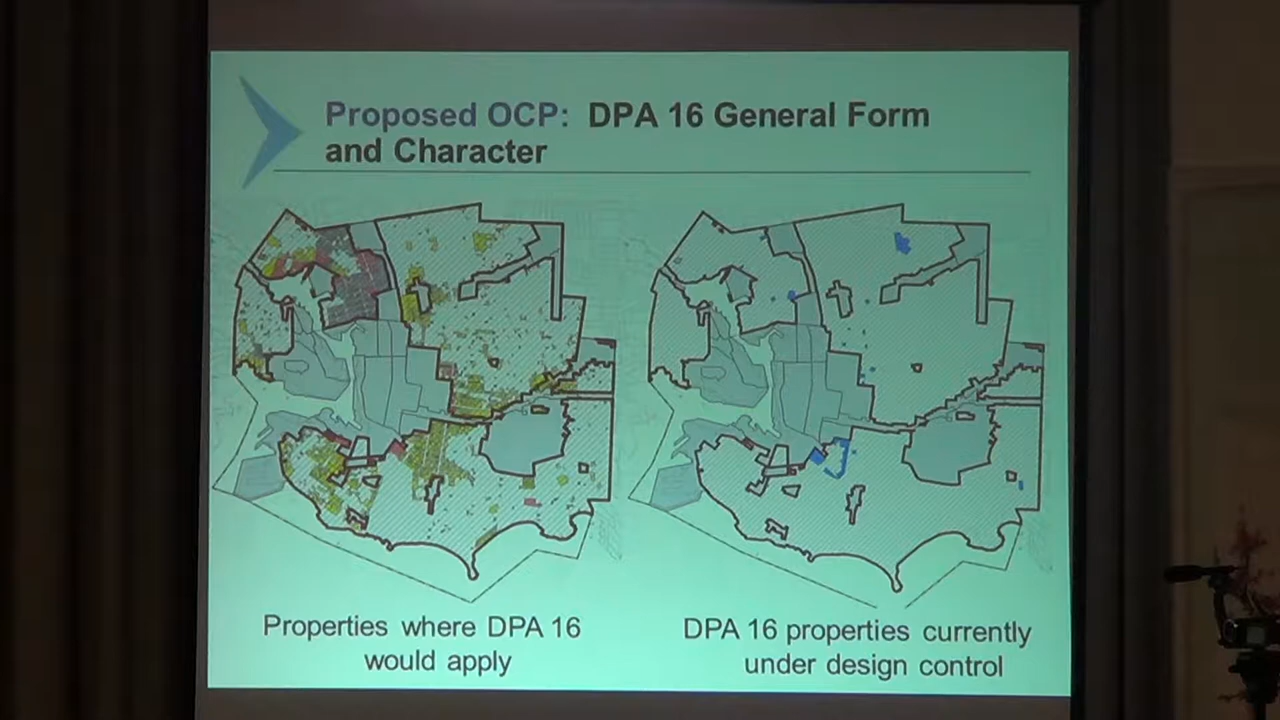 Proposed OCP: DPA 16 General Form
and Character
Properties where DPA 16
would apply
DPA 16 properties currently
under design control